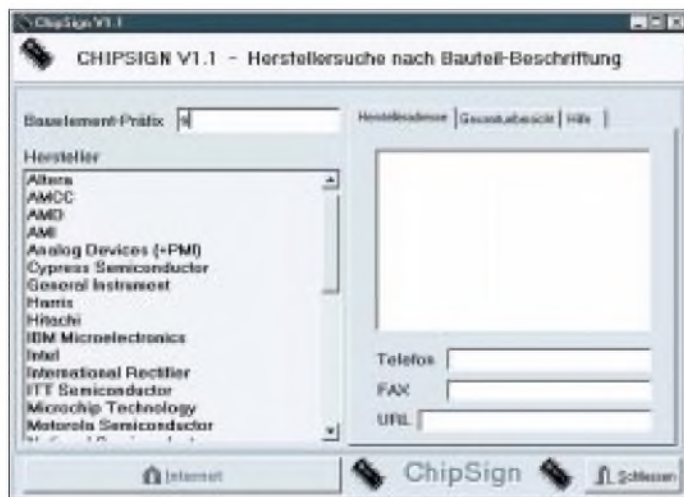 ChipSign V1.1
CHIPSIGN V1.1 - Herstellersuche nach Bauteil-Beschriftung
Bauelement-Präfix
Herstelleradresse Gesamtübersicht Hilfe
Hersteller
Altera
AMCC
AMD
AMI
Analog Devices (+PMI)
Cypress Semiconductor
General Instrument
Harris
Hitachi
IBM Microelectronics
Intel
International Rectifier
ITT Semiconductor
Microchip Technology
Motorola Semiconductor
Telefon
FAX
URL
Internet
ChipSign
Schliessen